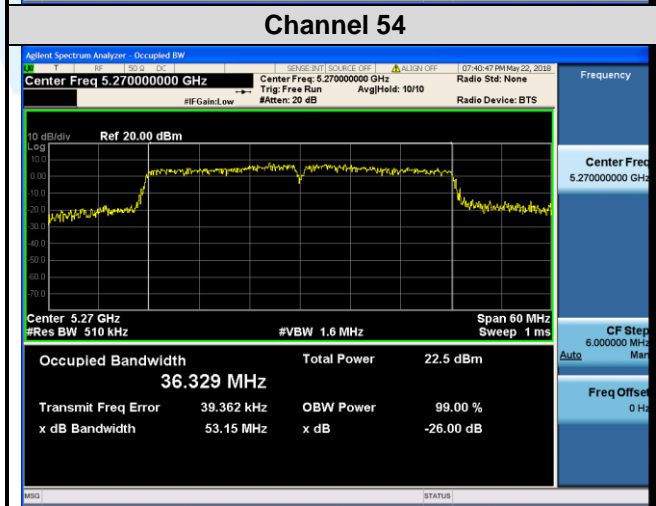 Channel 54
Agilent Spectrum Analyzer - Occupied BW
T RF 50 Ω DC SENSE:INT SOURCE OFF ALIGN OFF 07:40:47 PM May 22, 2018
Center Freq 5.270000000 GHz Center Freq: 5.270000000 GHz Radio Std: None Frequency
Trig: Free Run Avg|Hold: 10/10
#IFGain:Low #Atten: 20 dB Radio Device: BTS
10 dB/div Ref 20.00 dBm
Log
10.0
0.00
-10.0
-20.0
-30.0
-40.0
-50.0
-60.0
-70.0
Center Freq
5.270000000 GHz
Center 5.27 GHz Span 60 MHz
#Res BW 510 kHz #VBW 1.6 MHz Sweep 1 ms
CF Step
6.000000 MHz
Auto Man
Occupied Bandwidth Total Power 22.5 dBm
36.329 MHz
Transmit Freq Error 39.362 kHz OBW Power 99.00 %
x dB Bandwidth 53.15 MHz x dB -26.00 dB
Freq Offset
0 Hz
MSG STATUS